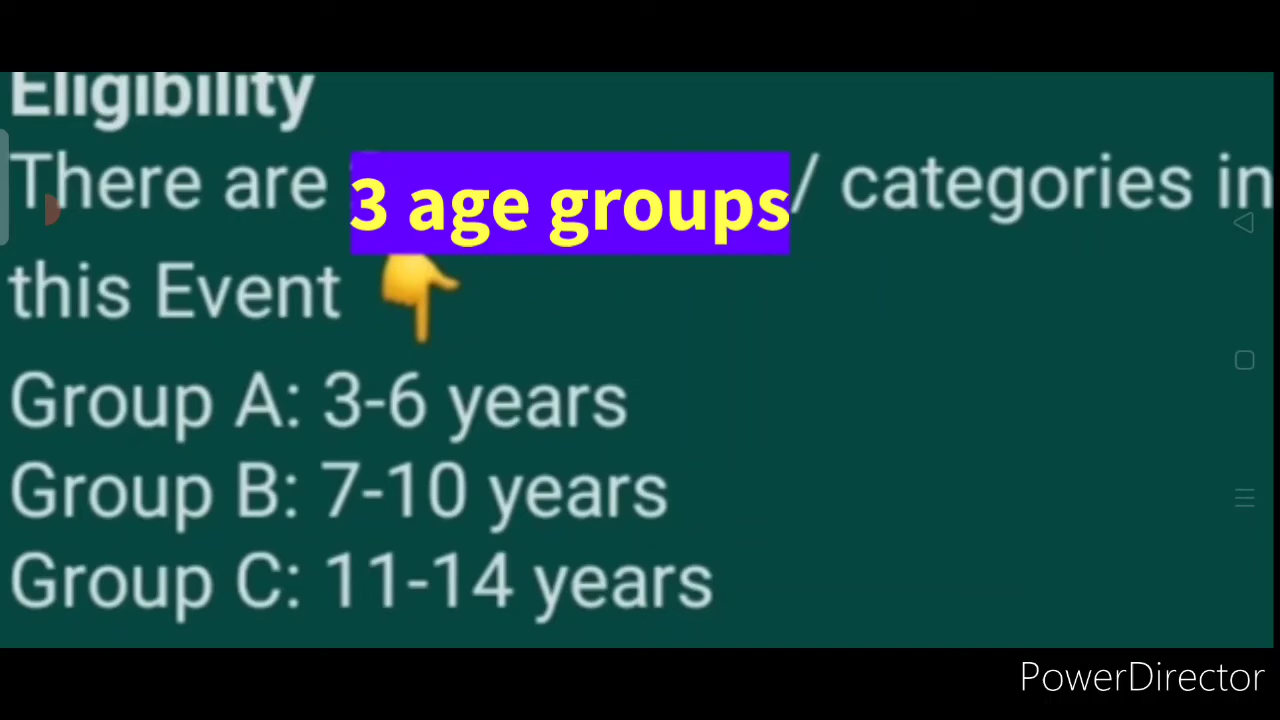 Eligibility
There are 3 age groups/ categories in
this Event 👇
Group A: 3-6 years
Group B: 7-10 years
Group C: 11-14 years
PowerDirector